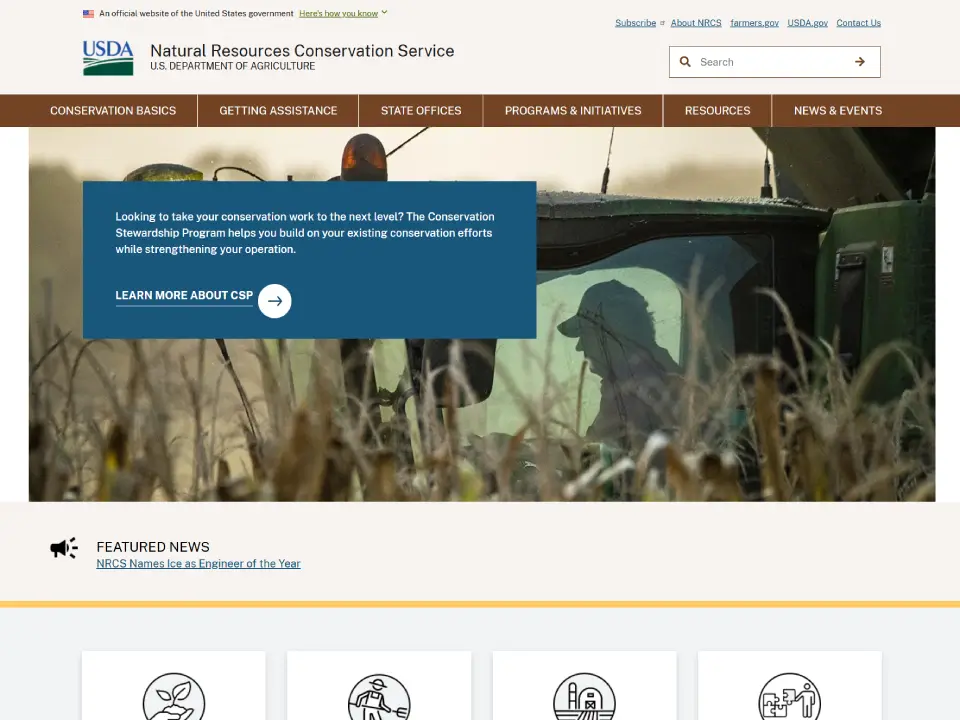 An official website of the United States government Here's how you know
Subscribe About NRCS farmers.gov USDA.gov Contact Us
USDA
Natural Resources Conservation Service
U.S. DEPARTMENT OF AGRICULTURE
Search
CONSERVATION BASICS GETTING ASSISTANCE STATE OFFICES PROGRAMS & INITIATIVES RESOURCES NEWS & EVENTS
Looking to take your conservation work to the next level? The Conservation
Stewardship Program helps you build on your existing conservation efforts
while strengthening your operation.
LEARN MORE ABOUT CSP
FEATURED NEWS
NRCS Names Ice as Engineer of the Year